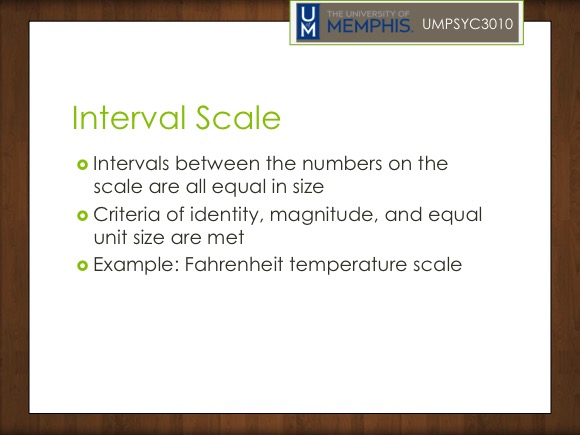 UM
THE UNIVERSITY OF
MEMPHIS.
UMPSYC3010
Interval Scale
Intervals between the numbers on the
scale are all equal in size
Criteria of identity, magnitude, and equal
unit size are met
Example: Fahrenheit temperature scale